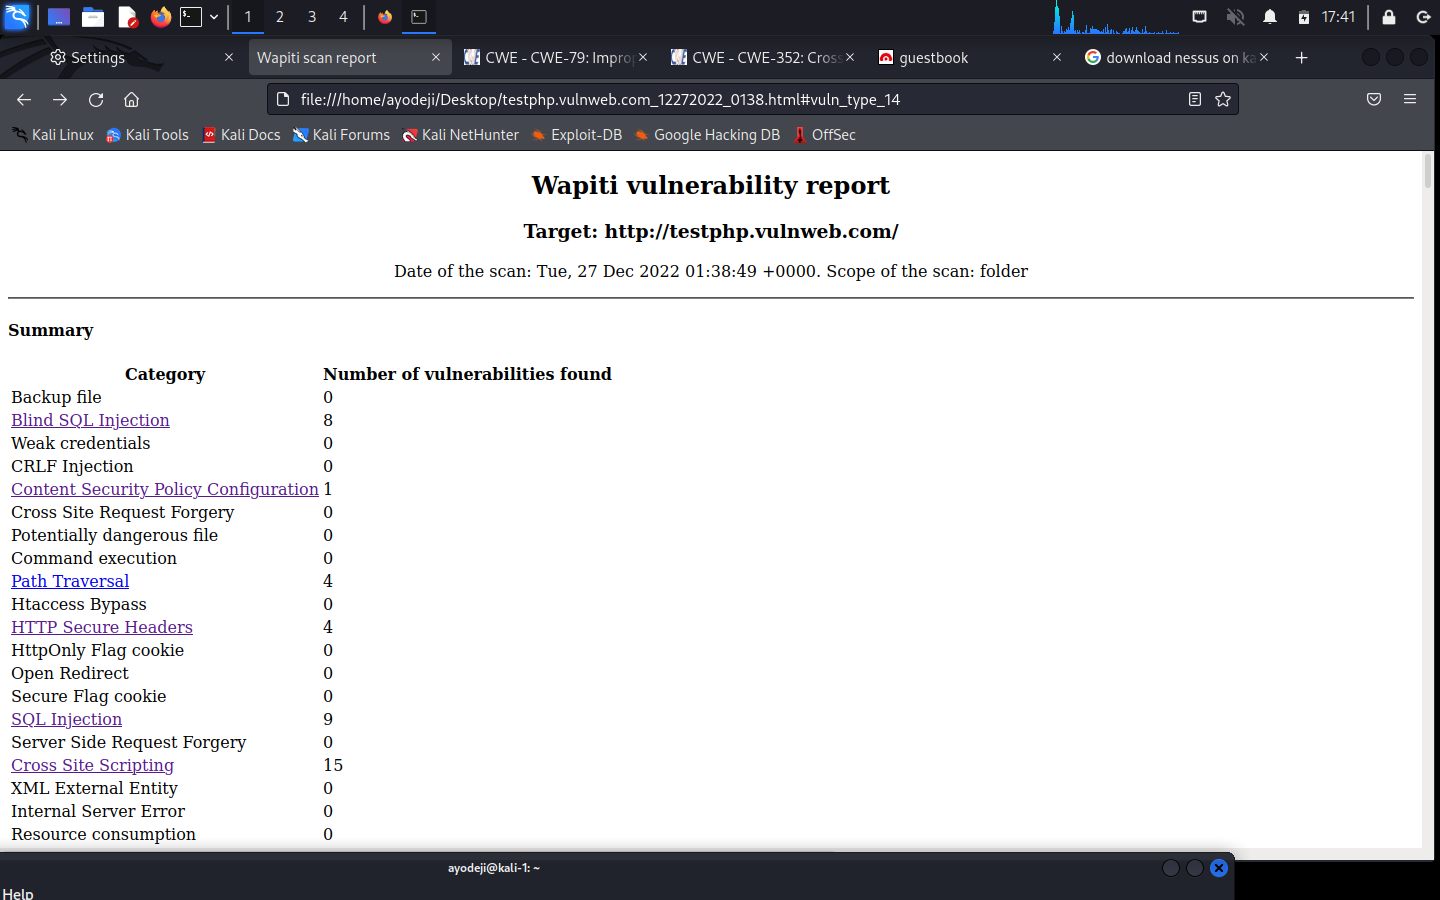 1 2 3 4 17:41
Settings
Wapiti scan report
CWE - CWE-79: Improp
CWE - CWE-352: Cross
guestbook
download nessus on ka
file:///home/ayodeji/Desktop/testphp.vulnweb.com_12272022_0138.html#vuln_type_14
Kali Linux Kali Tools Kali Docs Kali Forums Kali NetHunter Exploit-DB Google Hacking DB OffSec
Wapiti vulnerability report
Target: http://testphp.vulnweb.com/
Date of the scan: Tue, 27 Dec 2022 01:38:49 +0000. Scope of the scan: folder
Summary
Category Number of vulnerabilities found
Backup file 0
Blind SQL Injection 8
Weak credentials 0
CRLF Injection 0
Content Security Policy Configuration 1
Cross Site Request Forgery 0
Potentially dangerous file 0
Command execution 0
Path Traversal 4
Htaccess Bypass 0
HTTP Secure Headers 4
HttpOnly Flag cookie 0
Open Redirect 0
Secure Flag cookie 0
SQL Injection 9
Server Side Request Forgery 0
Cross Site Scripting 15
XML External Entity 0
Internal Server Error 0
Resource consumption 0
ayodeji@kali-1: ~
Help